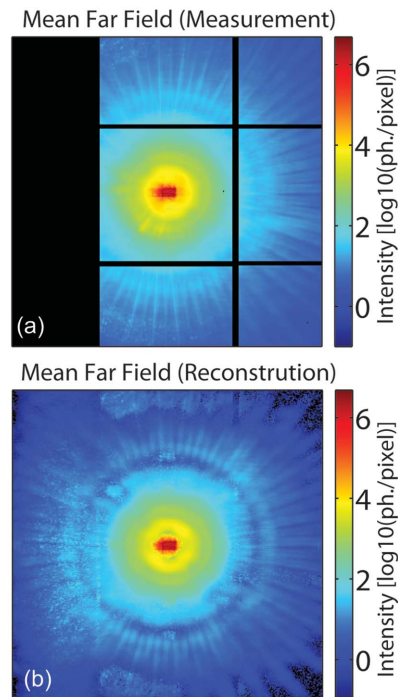 Mean Far Field (Measurement)
6
4
2
0
Intensity [log10(ph./pixel)]
(a)
Mean Far Field (Reconstrution)
6
4
2
0
Intensity [log10(ph./pixel)]
(b)